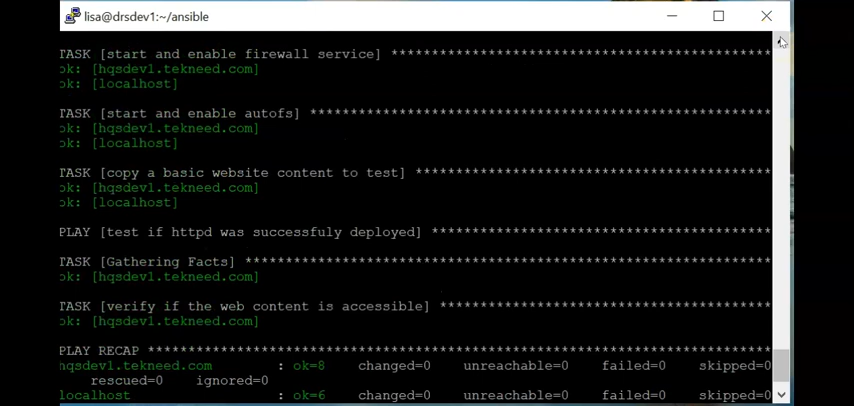 lisa@drsdev1:~/ansible
TASK [start and enable firewall service] ***********************************************
ok: [hqsdev1.tekneed.com]
ok: [localhost]
TASK [start and enable autofs] *********************************************************
ok: [hqsdev1.tekneed.com]
ok: [localhost]
TASK [copy a basic website content to test] ********************************************
ok: [hqsdev1.tekneed.com]
ok: [localhost]
PLAY [test if httpd was successfuly deployed] ******************************************
TASK [Gathering Facts] *****************************************************************
ok: [hqsdev1.tekneed.com]
TASK [verify if the web content is accessible] *****************************************
ok: [hqsdev1.tekneed.com]
PLAY RECAP *****************************************************************************
hqsdev1.tekneed.com : ok=8 changed=0 unreachable=0 failed=0 skipped=0
rescued=0 ignored=0
localhost : ok=6 changed=0 unreachable=0 failed=0 skipped=0